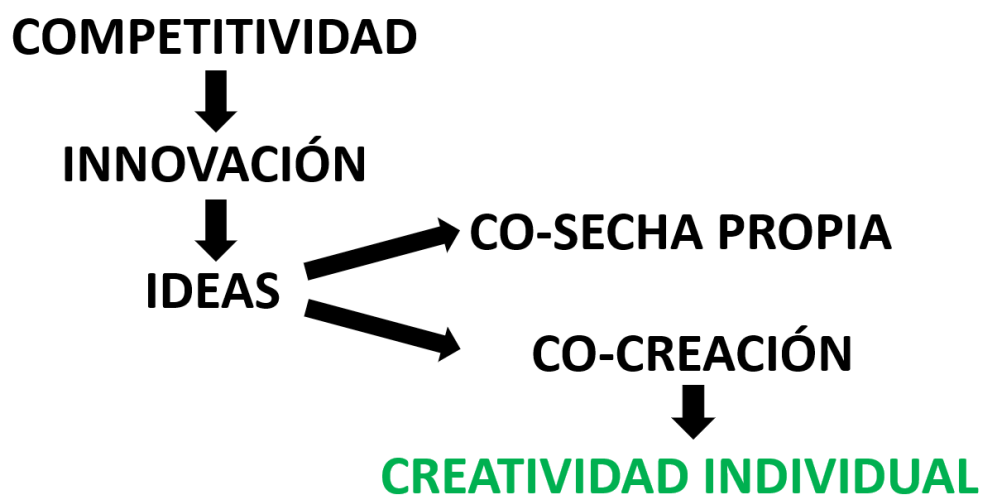 COMPETITIVIDAD
INNOVACIÓN
IDEAS
CO-SECHA PROPIA
CO-CREACIÓN
CREATIVIDAD INDIVIDUAL